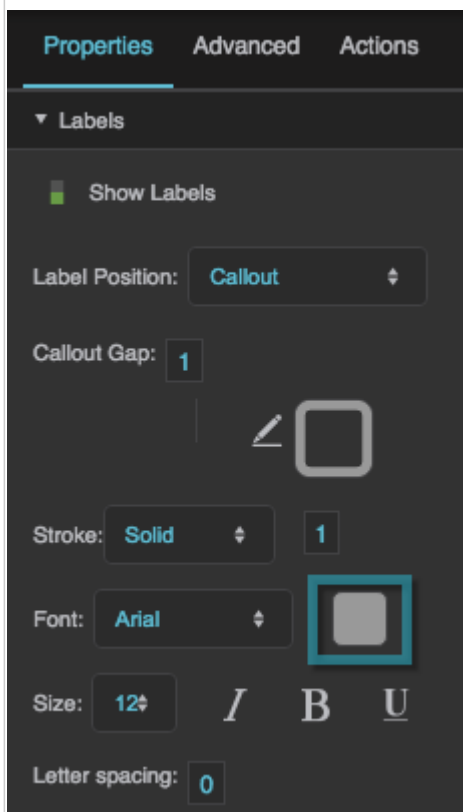 Properties Advanced Actions
Labels
Show Labels
Label Position: Callout
Callout Gap: 1
Stroke: Solid 1
Font: Arial
Size: 12 I B U
Letter spacing: 0